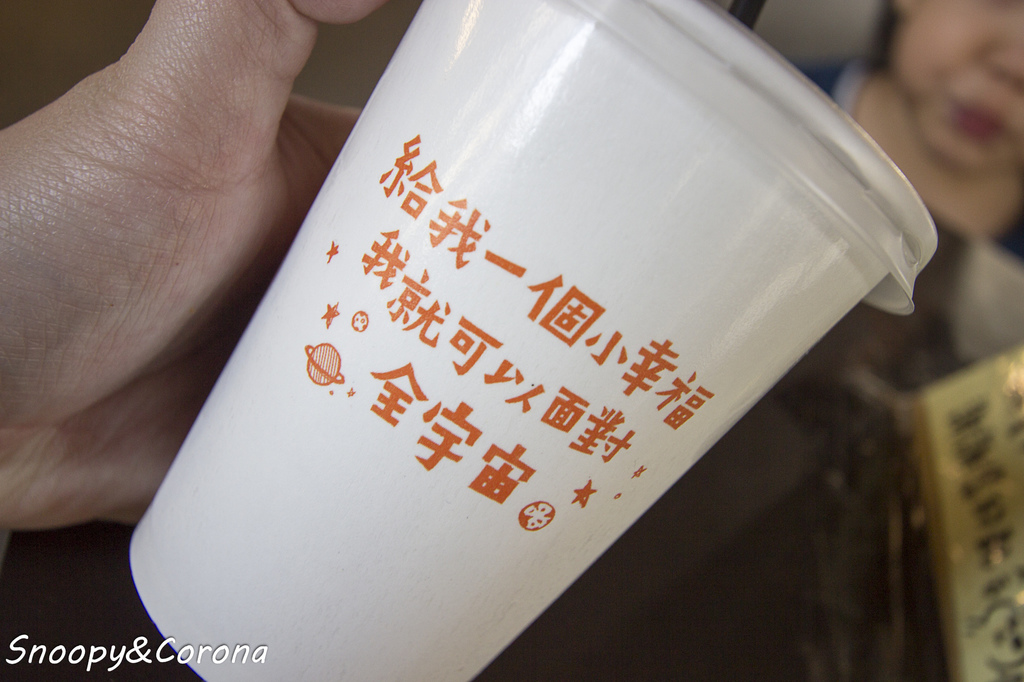 給我一個小幸福
我就可以面對
全宇宙
Snoopy&Corona